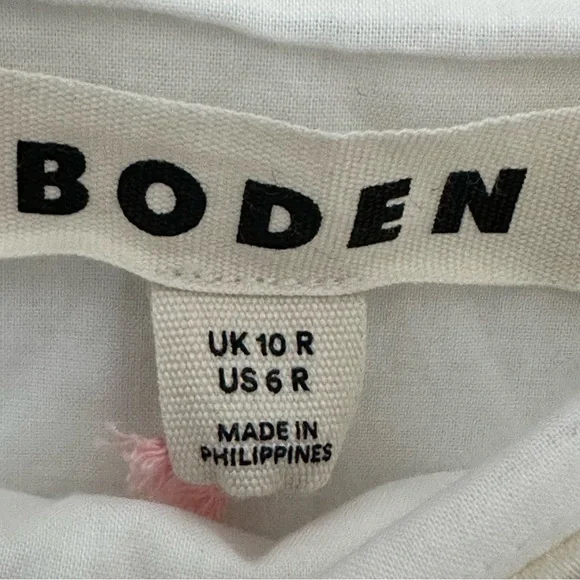 BODEN
UK 10 R
US 6 R
MADE IN
PHILIPPINES